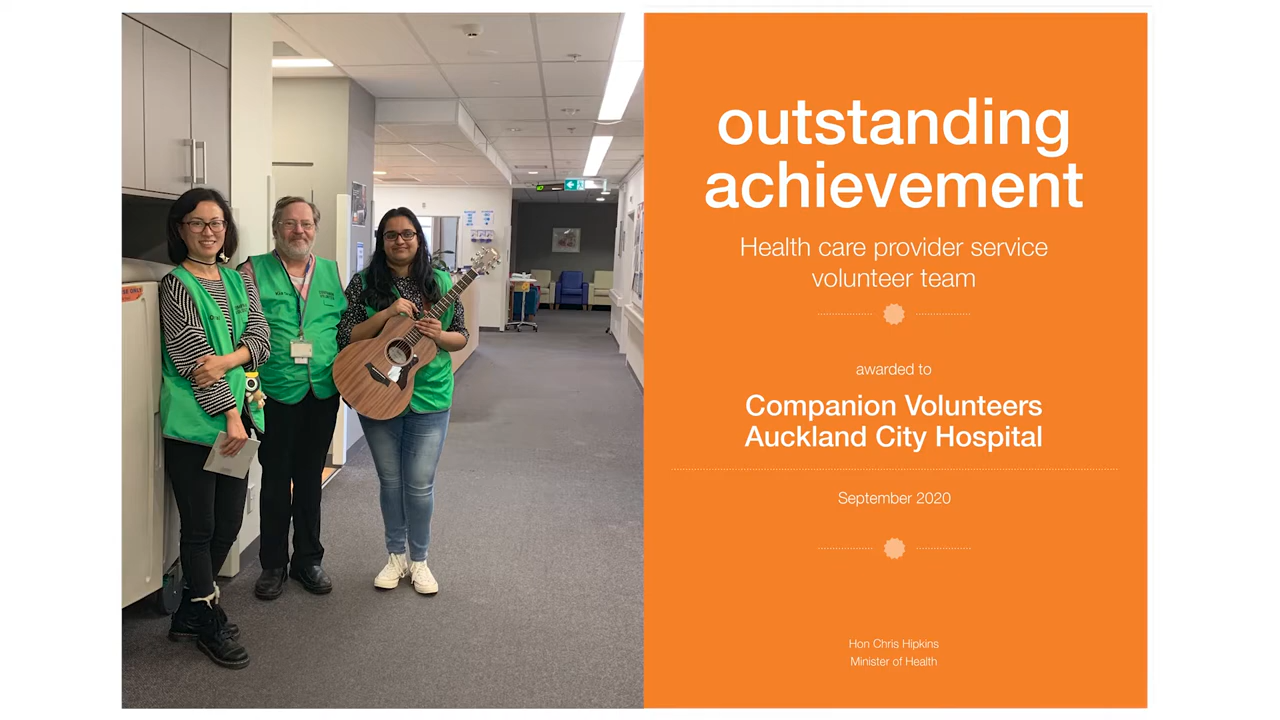 outstanding
achievement
Health care provider service
volunteer team
awarded to
Companion Volunteers
Auckland City Hospital
September 2020
Hon Chris Hipkins
Minister of Health